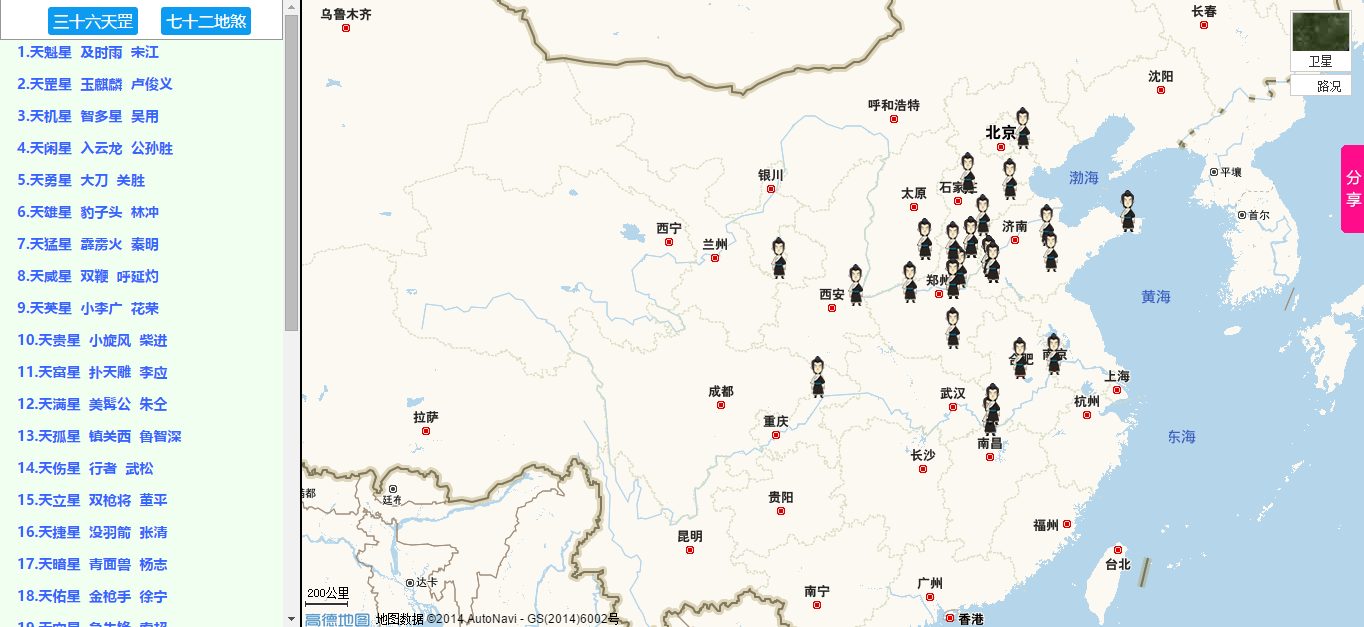 三十六天罡 七十二地煞
1.天魁星 及时雨 宋江
2.天罡星 玉麒麟 卢俊义
3.天机星 智多星 吴用
4.天闲星 入云龙 公孙胜
5.天勇星 大刀 关胜
6.天雄星 豹子头 林冲
7.天猛星 霹雳火 秦明
8.天威星 双鞭 呼延灼
9.天英星 小李广 花荣
10.天贵星 小旋风 柴进
11.天富星 扑天雕 李应
12.天满星 美髯公 朱仝
13.天孤星 镇关西 鲁智深
14.天伤星 行者 武松
15.天立星 双枪将 董平
16.天捷星 没羽箭 张清
17.天暗星 青面兽 杨志
18.天佑星 金枪手 徐宁
乌鲁木齐
长春
卫星
路况
沈阳
呼和浩特
北京
分享
平壤
渤海
银川
太原
石家庄
首尔
西宁
兰州
济南
西安
郑州
黄海
合肥
南京
上海
成都
武汉
杭州
拉萨
重庆
南昌
东海
长沙
廷布
贵阳
昆明
福州
台北
达卡
200公里
南宁
广州
香港
高德地图 地图数据 ©2014 AutoNavi - GS(2014)6002号